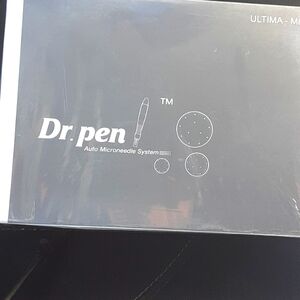 ULTIMA - M
TM
Dr. pen
Auto Microneedle System